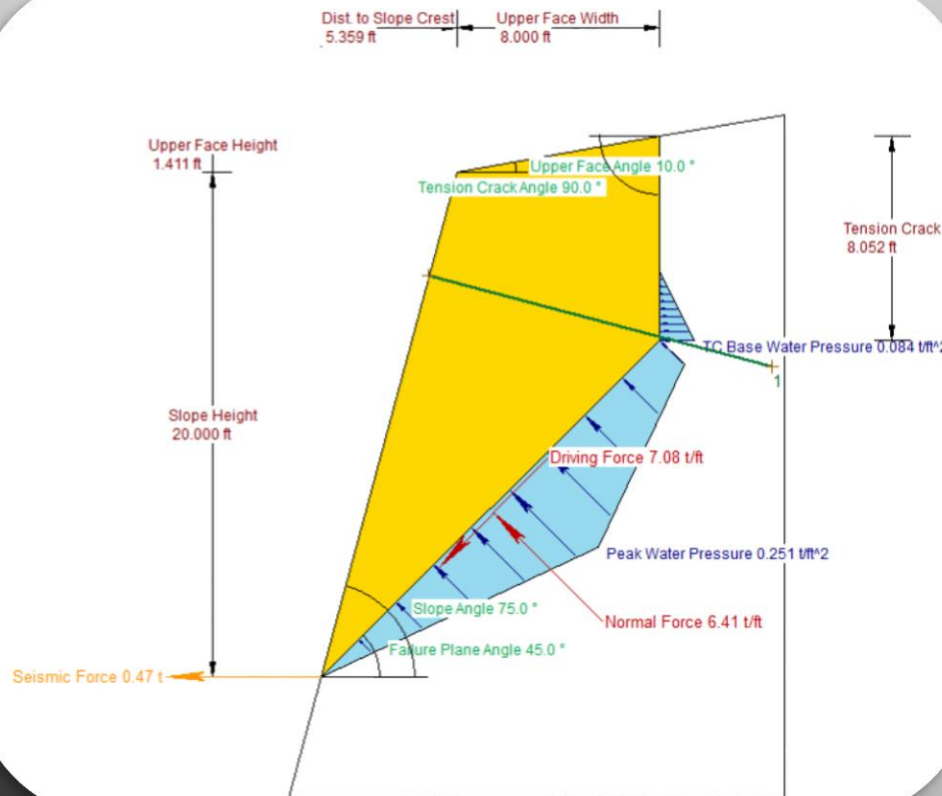 Dist. to Slope Crest
5.359 ft
Upper Face Width
8.000 ft
Upper Face Height
1.411 ft
Upper Face Angle 10.0 °
Tension Crack Angle 90.0 °
Tension Crack
8.052 ft
TC Base Water Pressure 0.084 t/ft^2
1
Slope Height
20.000 ft
Driving Force 7.08 t/ft
Peak Water Pressure 0.251 t/ft^2
Slope Angle 75.0 °
Normal Force 6.41 t/ft
Failure Plane Angle 45.0 °
Seismic Force 0.47 t